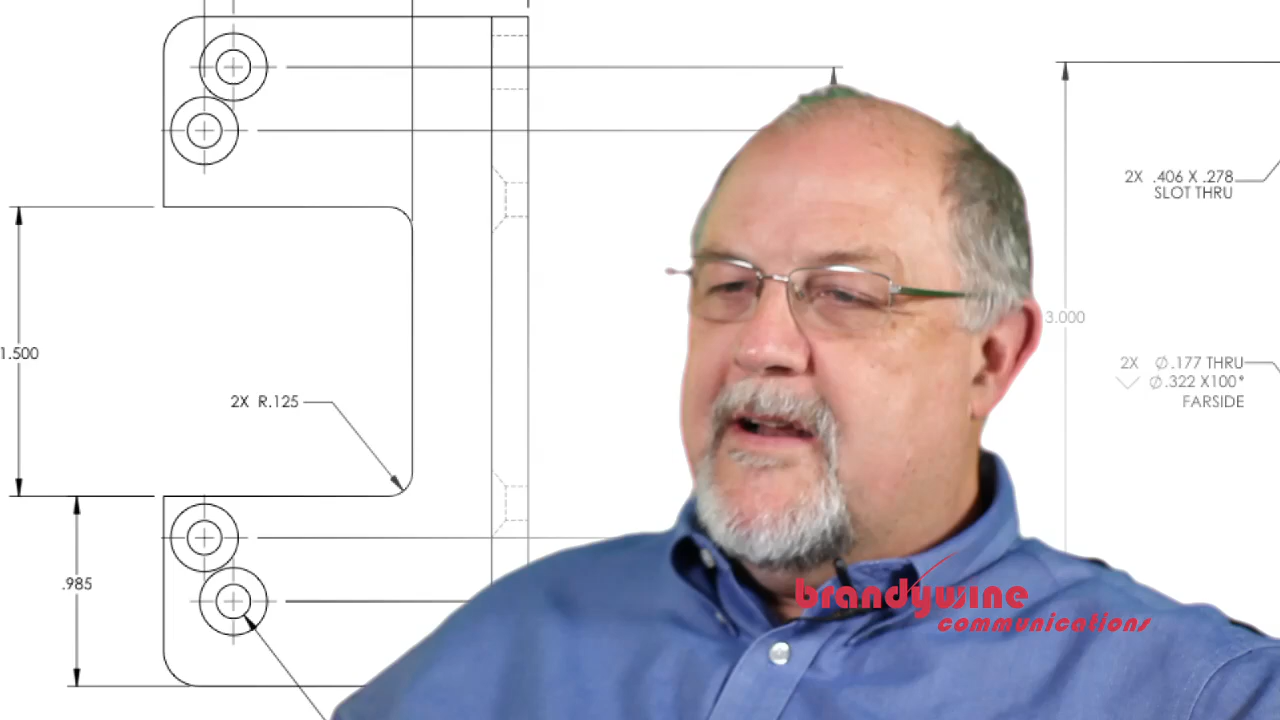 2X .406 X .278
SLOT THRU
3.000
1.500
2X Ø.177 THRU
Ø.322 X100°
FARSIDE
2X R.125
.985
brandywine
communications